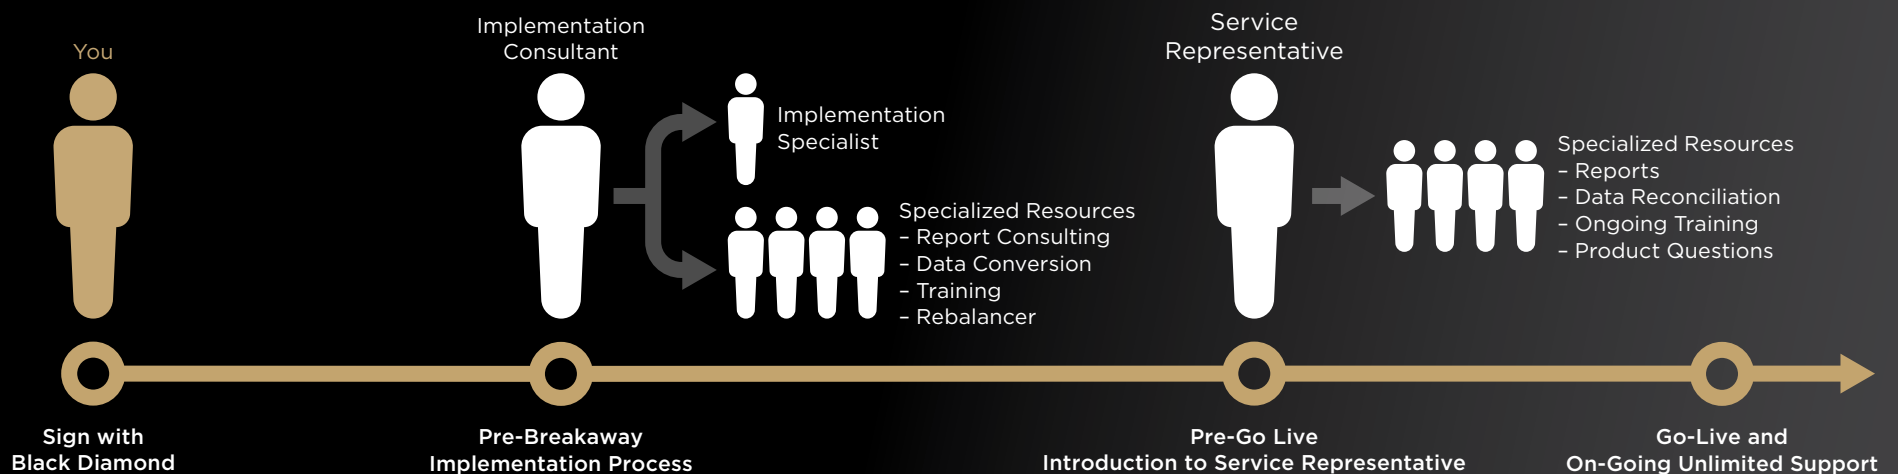 You
Implementation
Consultant
Implementation
Specialist
Specialized Resources
– Report Consulting
– Data Conversion
– Training
– Rebalancer
Service
Representative
Specialized Resources
– Reports
– Data Reconciliation
– Ongoing Training
– Product Questions
Sign with
Black Diamond
Pre-Breakaway
Implementation Process
Pre-Go Live
Introduction to Service Representative
Go-Live and
On-Going Unlimited Support